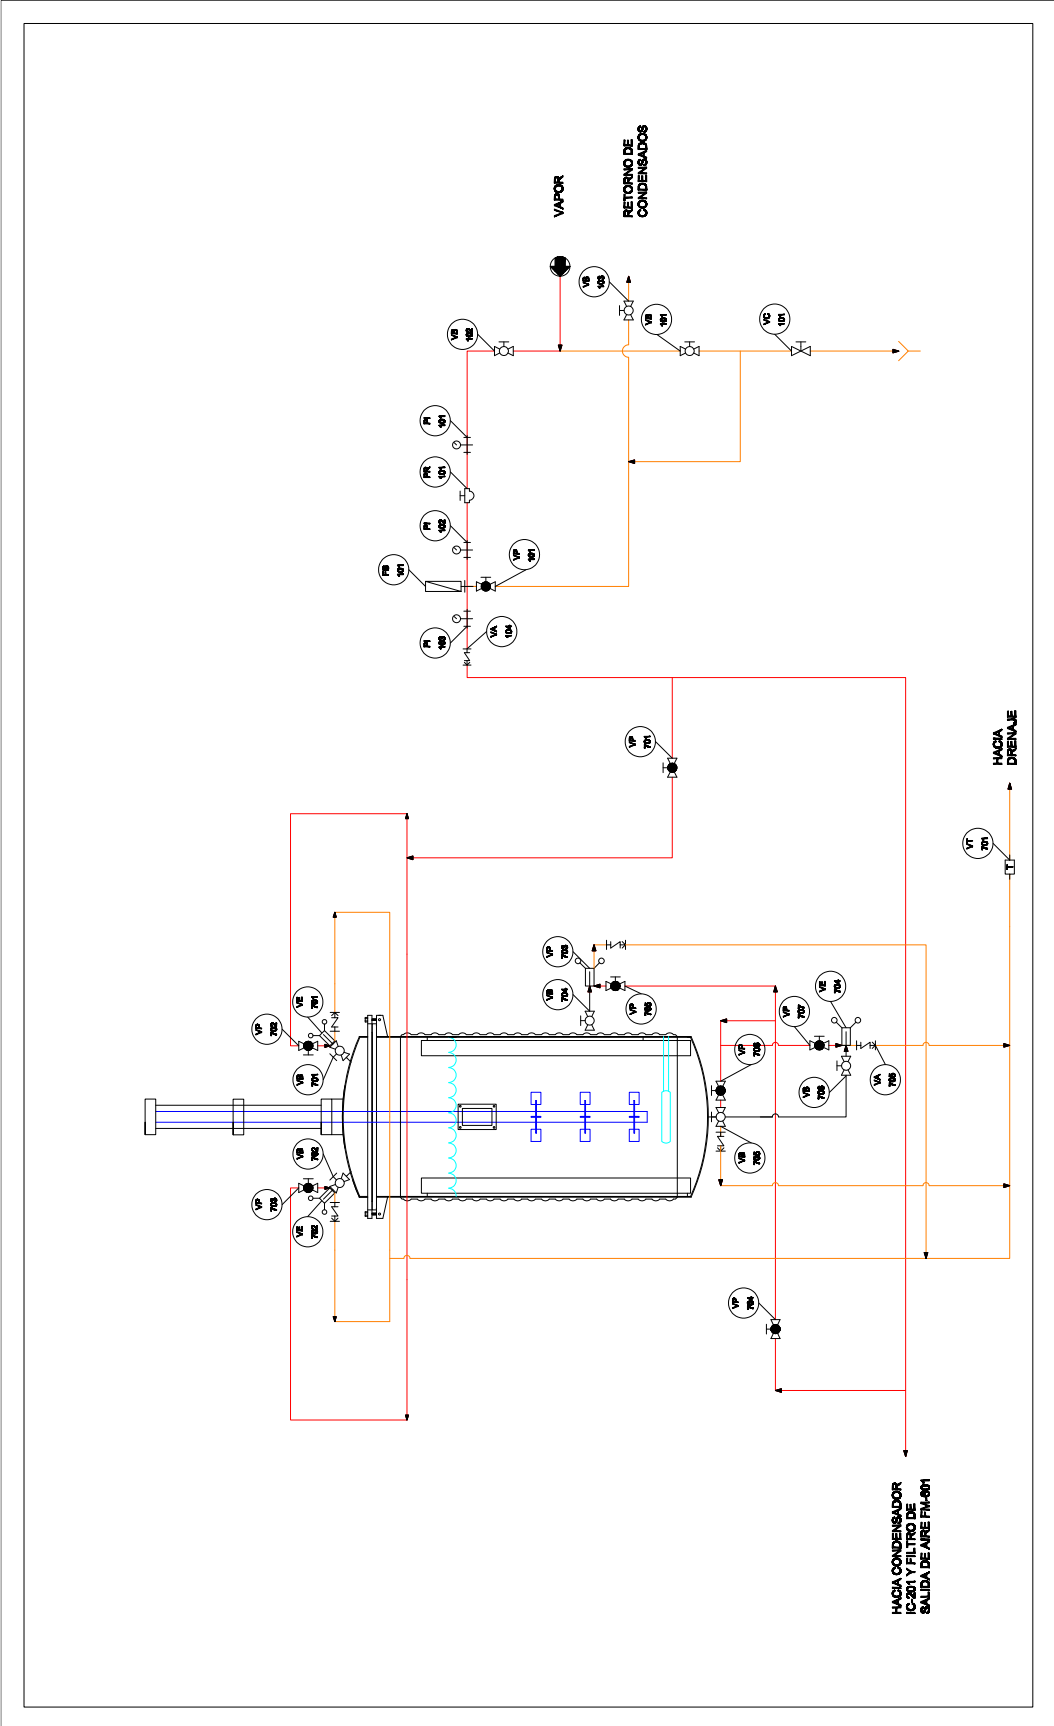 VAPOR
RETORNO DE
CONDENSADOS
VB
103
VB
102
VB
101
VC
101
PI
101
PR
101
PI
102
VP
101
FB
101
PI
103
VA
104
VP
701
HACIA
DRENAJE
VT
701
VP
702
VE
701
VB
701
VP
703
VB
704
VP
705
VP
707
VE
704
VP
706
VB
706
VA
705
VB
705
VB
702
VP
703
VE
702
VP
704
HACIA CONDENSADOR
IC-201 Y FILTRO DE
SALIDA DE AIRE FM-601
T